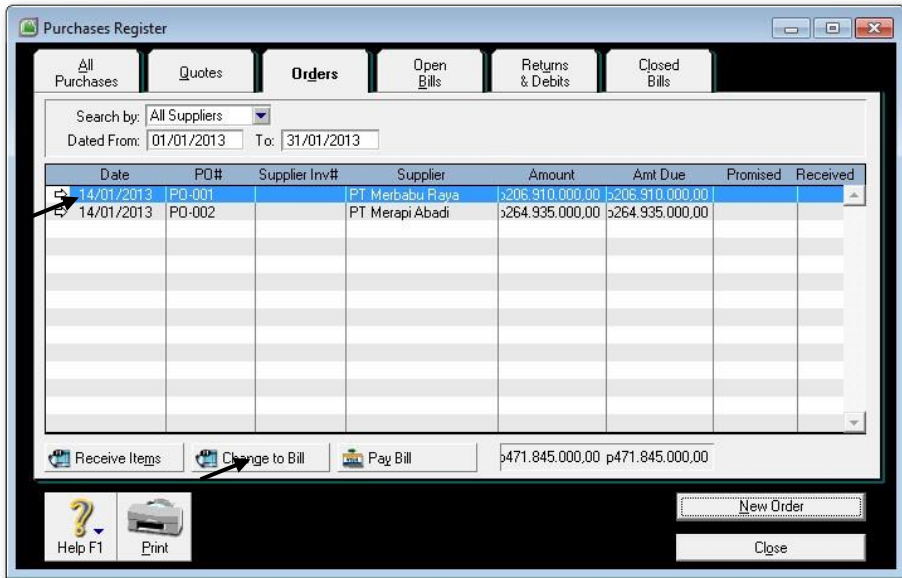 Purchases Register
All Purchases
Quotes
Orders
Open Bills
Returns & Debits
Closed Bills
Search by: All Suppliers
Dated From: 01/01/2013 To: 31/01/2013
Date PO# Supplier Inv# Supplier Amount Amt Due Promised Received
14/01/2013 PO-001 PT Merbabu Raya p206.910.000,00 p206.910.000,00
14/01/2013 PO-002 PT Merapi Abadi p264.935.000,00 p264.935.000,00
Receive Items Change to Bill Pay Bill p471.845.000,00 p471.845.000,00
New Order
Help F1 Print Close